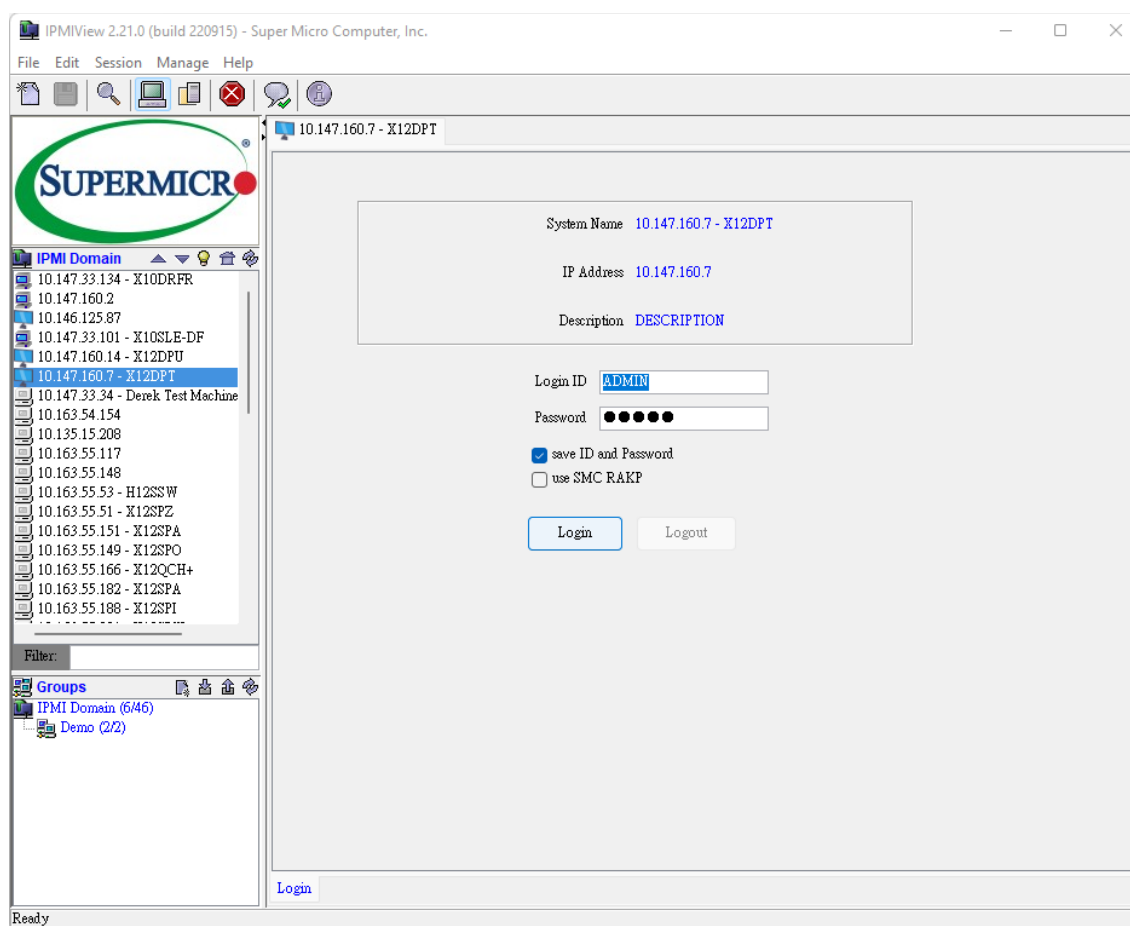 IPMIView 2.21.0 (build 220915) - Super Micro Computer, Inc.
File Edit Session Manage Help
SUPERMICR
®
10.147.160.7 - X12DPT
System Name 10.147.160.7 - X12DPT
IP Address 10.147.160.7
Description DESCRIPTION
IPMI Domain
10.147.33.134 - X10DRFR
10.147.160.2
10.146.125.87
10.147.33.101 - X10SLE-DF
10.147.160.14 - X12DPU
10.147.160.7 - X12DPT
10.147.33.34 - Derek Test Machine
10.163.54.154
10.135.15.208
10.163.55.117
10.163.55.148
10.163.55.53 - H12SSW
10.163.55.51 - X12SPZ
10.163.55.151 - X12SPA
10.163.55.149 - X12SPO
10.163.55.166 - X12QCH+
10.163.55.182 - X12SPA
10.163.55.188 - X12SPI
Login ID ADMIN
Password ●●●●●
save ID and Password
use SMC RAKP
Login Logout
Filter:
Groups
IPMI Domain (6/46)
Demo (2/2)
Login
Ready